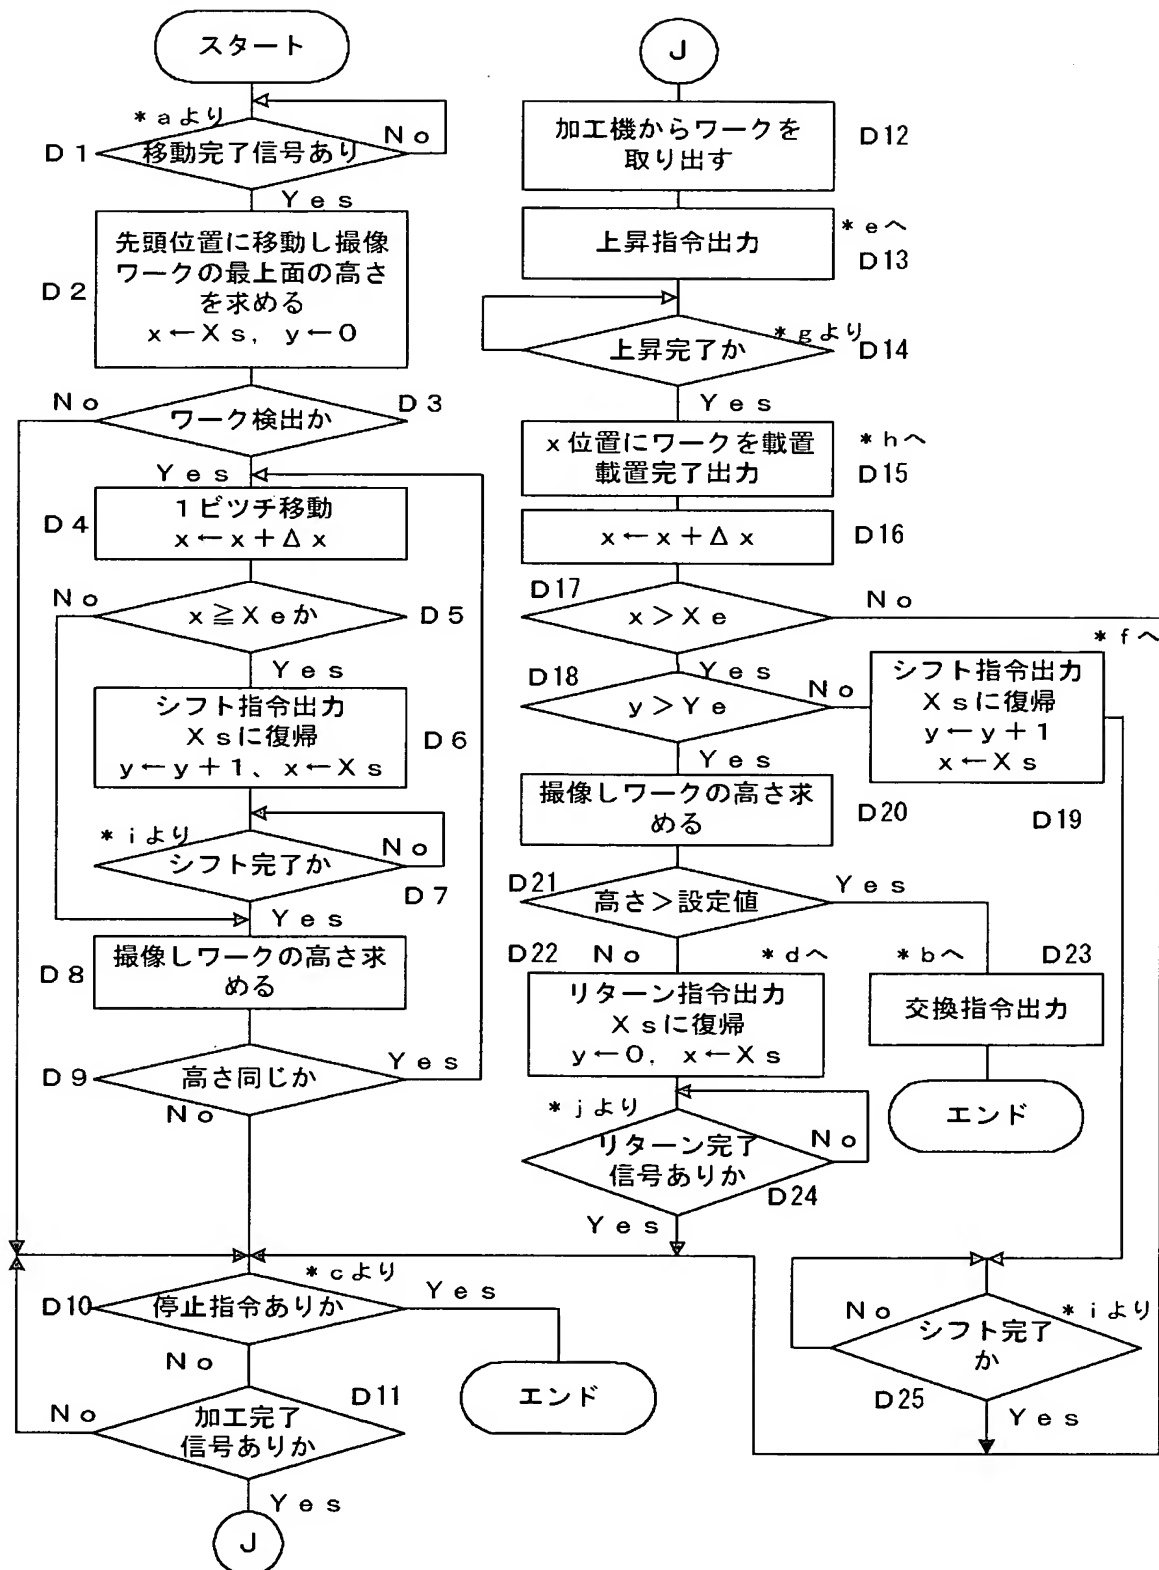 スタート
*aより
D1
移動完了信号あり
No
Yes
D2
先頭位置に移動し撮像
ワークの最上面の高さ
を求める
x←Xs, y←0
No
ワーク検出か
D3
Yes
D4
1ピツチ移動
x←x+Δx
No
x≧Xeか
D5
Yes
シフト指令出力
Xsに復帰
y←y+1、x←Xs
D6
*iより
シフト完了か
No
D7
Yes
D8
撮像しワークの高さ求
める
D9
高さ同じか
Yes
No
*cより
D10
停止指令ありか
Yes
エンド
No
D11
No
加工完了
信号ありか
Yes
J
J
加工機からワークを
取り出す
D12
上昇指令出力
*eへ
D13
上昇完了か
*gより
D14
Yes
x位置にワークを載置
載置完了出力
*hへ
D15
x←x+Δx
D16
D17
x>Xe
No
*fへ
Yes
D18
y>Ye
No
シフト指令出力
Xsに復帰
y←y+1
x←Xs
D19
Yes
撮像しワークの高さ求
める
D20
D21
高さ>設定値
Yes
No
D22
*dへ
リターン指令出力
Xsに復帰
y←0, x←Xs
*bへ
D23
交換指令出力
エンド
*jより
リターン完了
信号ありか
No
D24
Yes
No
*iより
シフト完了
か
D25
Yes